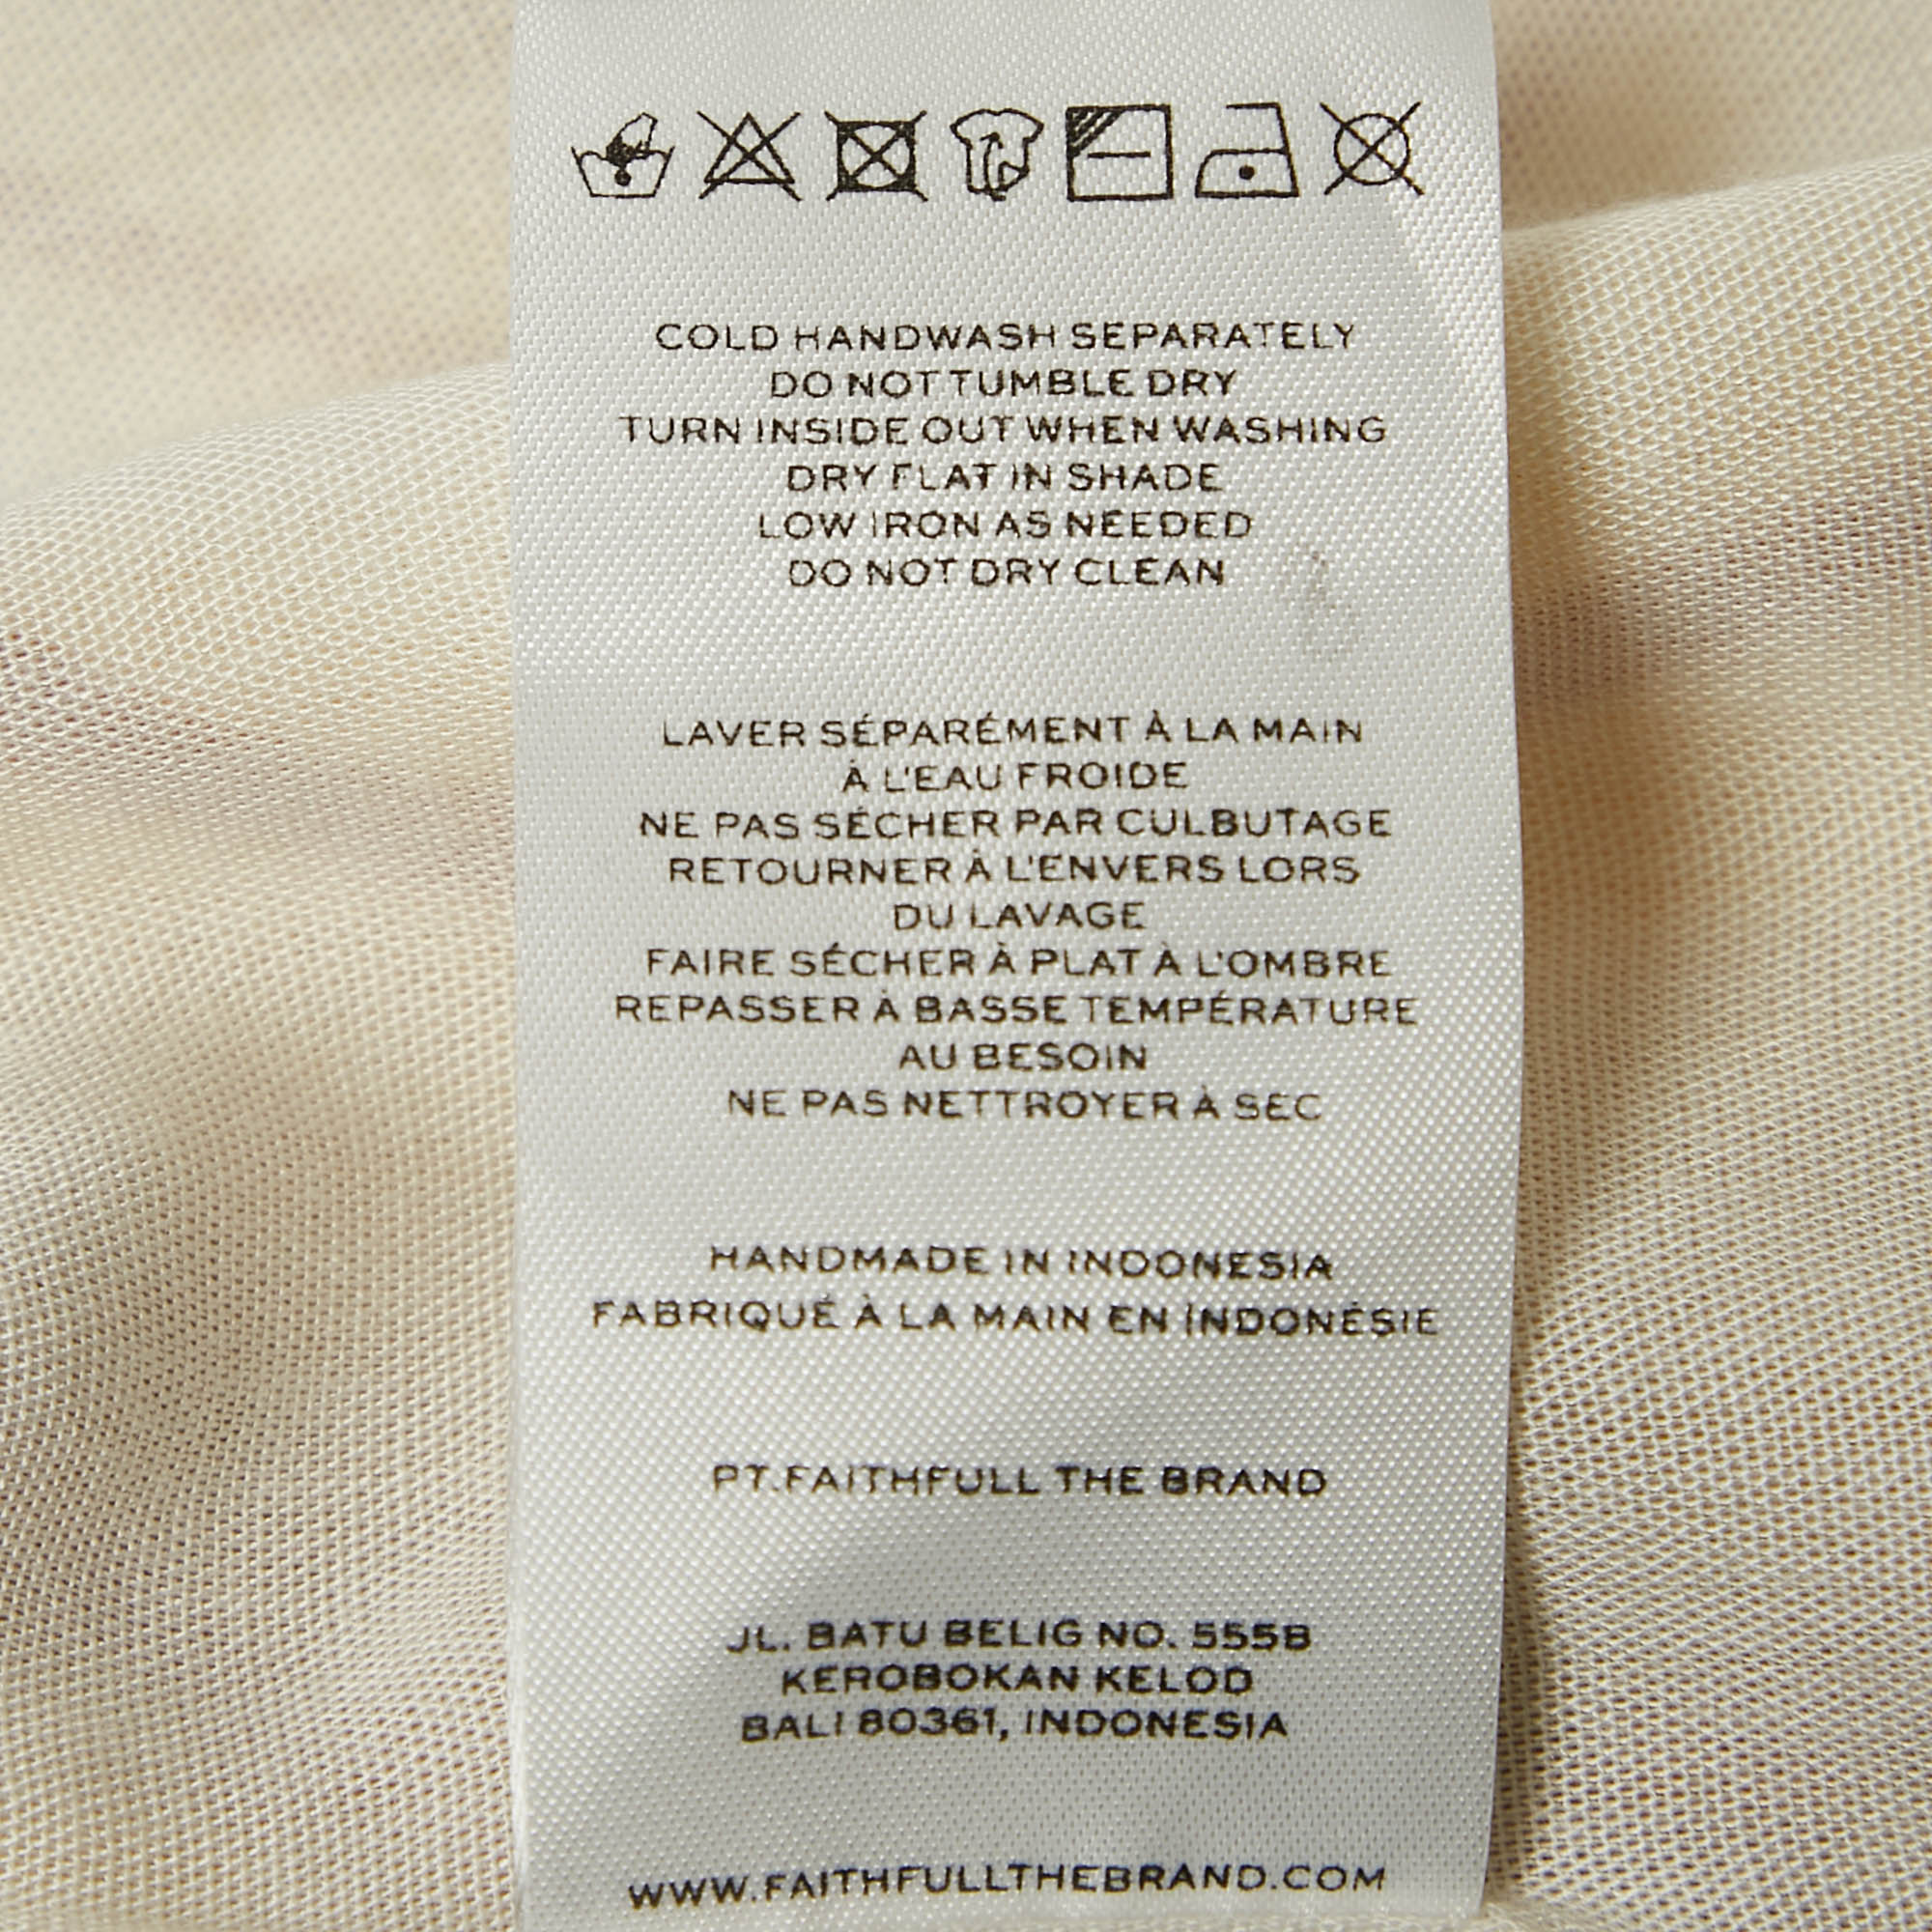 COLD HANDWASH SEPARATELY
DO NOT TUMBLE DRY
TURN INSIDE OUT WHEN WASHING
DRY FLAT IN SHADE
LOW IRON AS NEEDED
DO NOT DRY CLEAN
LAVER SÉPARÉMENT À LA MAIN
À L'EAU FROIDE
NE PAS SÉCHER PAR CULBUTAGE
RETOURNER À L'ENVERS LORS
DU LAVAGE
FAIRE SÉCHER À PLAT À L'OMBRE
REPASSER À BASSE TEMPÉRATURE
AU BESOIN
NE PAS NETTROYER À SEC
HANDMADE IN INDONESIA
FABRIQUÉ À LA MAIN EN INDONÉSIE
PT.FAITHFULL THE BRAND
JL. BATU BELIG NO. 555B
KEROBOKAN KELOD
BALI 80361, INDONESIA
WWW.FAITHFULLTHEBRAND.COM